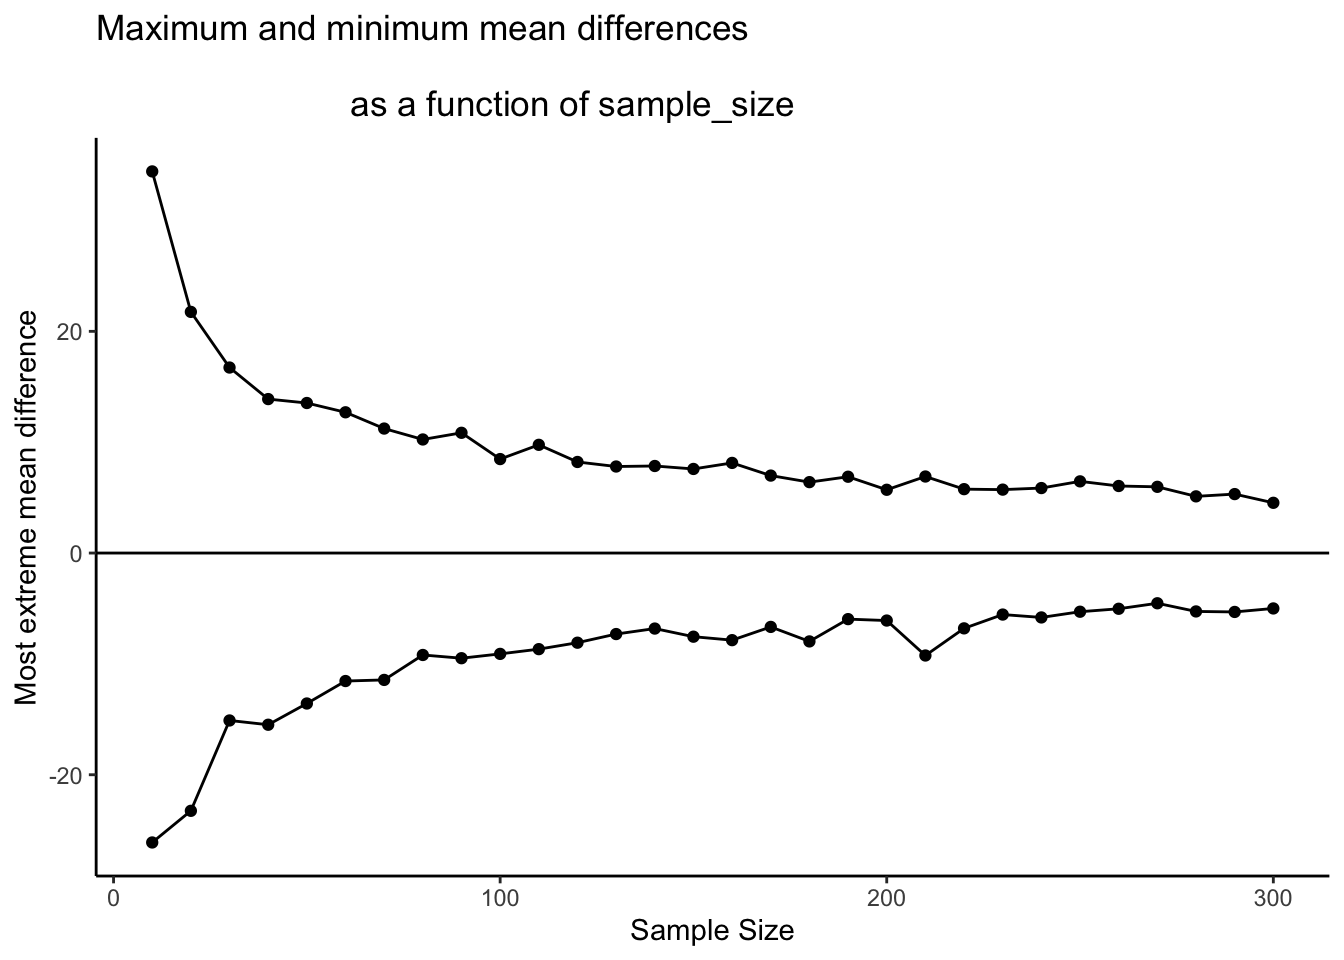 Maximum and minimum mean differences
as a function of sample_size
Most extreme mean difference
20
0
-20
0
100
200
300
Sample Size